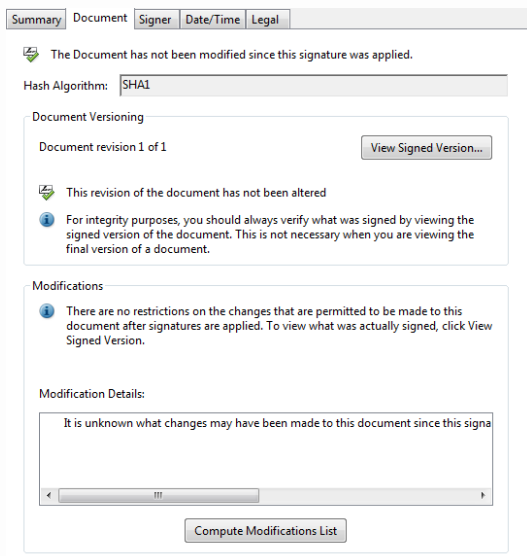 Summary Document Signer Date/Time Legal
The Document has not been modified since this signature was applied.
Hash Algorithm: SHA1
Document Versioning
Document revision 1 of 1 View Signed Version...
This revision of the document has not been altered
For integrity purposes, you should always verify what was signed by viewing the
signed version of the document. This is not necessary when you are viewing the
final version of a document.
Modifications
There are no restrictions on the changes that are permitted to be made to this
document after signatures are applied. To view what was actually signed, click View
Signed Version.
Modification Details:
It is unknown what changes may have been made to this document since this signa
Compute Modifications List